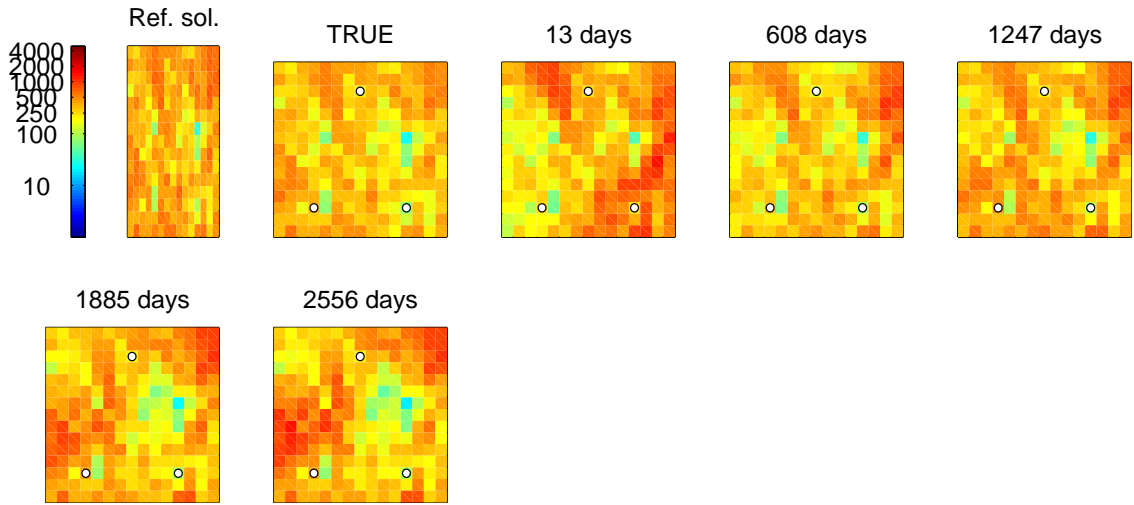 Ref. sol.
TRUE
13 days
608 days
1247 days
4000
2000
1000
500
250
100
10
1885 days
2556 days